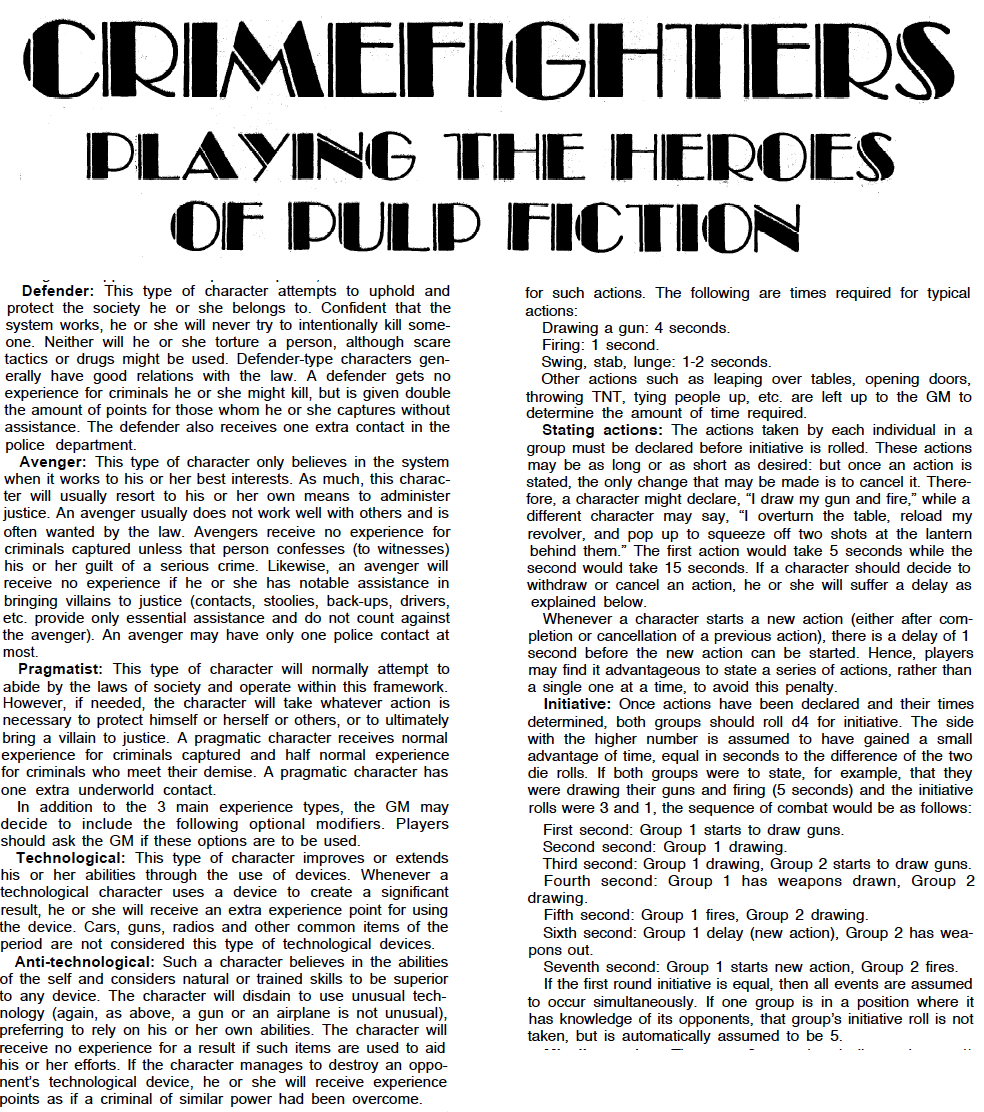 CRIMEFIGHTERS
PLAYING THE HEROES
OF PULP FICTION
Defender: This type of character attempts to uphold and
protect the society he or she belongs to. Confident that the
system works, he or she will never try to intentionally kill some-
one. Neither will he or she torture a person, although scare
tactics or drugs might be used. Defender-type characters gen-
erally have good relations with the law. A defender gets no
experience for criminals he or she might kill, but is given double
the amount of points for those whom he or she captures without
assistance. The defender also receives one extra contact in the
police department.
Avenger: This type of character only believes in the system
when it works to his or her best interests. As much, this charac-
ter will usually resort to his or her own means to administer
justice. An avenger usually does not work well with others and is
often wanted by the law. Avengers receive no experience for
criminals captured unless that person confesses (to witnesses)
his or her guilt of a serious crime. Likewise, an avenger will
receive no experience if he or she has notable assistance in
bringing villains to justice (contacts, stoolies, back-ups, drivers,
etc. provide only essential assistance and do not count against
the avenger). An avenger may have only one police contact at
most.
Pragmatist: This type of character will normally attempt to
abide by the laws of society and operate within this framework.
However, if needed, the character will take whatever action is
necessary to protect himself or herself or others, or to ultimately
bring a villain to justice. A pragmatic character receives normal
experience for criminals captured and half normal experience
for criminals who meet their demise. A pragmatic character has
one extra underworld contact.
In addition to the 3 main experience types, the GM may
decide to include the following optional modifiers. Players
should ask the GM if these options are to be used.
Technological: This type of character improves or extends
his or her abilities through the use of devices. Whenever a
technological character uses a device to create a significant
result, he or she will receive an extra experience point for using
the device. Cars, guns, radios and other common items of the
period are not considered this type of technological devices.
Anti-technological: Such a character believes in the abilities
of the self and considers natural or trained skills to be superior
to any device. The character will disdain to use unusual tech-
nology (again, as above, a gun or an airplane is not unusual),
preferring to rely on his or her own abilities. The character will
receive no experience for a result if such items are used to aid
his or her efforts. If the character manages to destroy an oppo-
nent's technological device, he or she will receive experience
points as if a criminal of similar power had been overcome.
for such actions. The following are times required for typical
actions:
Drawing a gun: 4 seconds.
Firing: 1 second.
Swing, stab, lunge: 1-2 seconds.
Other actions such as leaping over tables, opening doors,
throwing TNT, tying people up, etc. are left up to the GM to
determine the amount of time required.
Stating actions: The actions taken by each individual in a
group must be declared before initiative is rolled. These actions
may be as long or as short as desired: but once an action is
stated, the only change that may be made is to cancel it. There-
fore, a character might declare, “I draw my gun and fire,” while a
different character may say, “I overturn the table, reload my
revolver, and pop up to squeeze off two shots at the lantern
behind them.” The first action would take 5 seconds while the
second would take 15 seconds. If a character should decide to
withdraw or cancel an action, he or she will suffer a delay as
explained below.
Whenever a character starts a new action (either after com-
pletion or cancellation of a previous action), there is a delay of 1
second before the new action can be started. Hence, players
may find it advantageous to state a series of actions, rather than
a single one at a time, to avoid this penalty.
Initiative: Once actions have been declared and their times
determined, both groups should roll d4 for initiative. The side
with the higher number is assumed to have gained a small
advantage of time, equal in seconds to the difference of the two
die rolls. If both groups were to state, for example, that they
were drawing their guns and firing (5 seconds) and the initiative
rolls were 3 and 1, the sequence of combat would be as follows:
First second: Group 1 starts to draw guns.
Second second: Group 1 drawing.
Third second: Group 1 drawing, Group 2 starts to draw guns.
Fourth second: Group 1 has weapons drawn, Group 2
drawing.
Fifth second: Group 1 fires, Group 2 drawing.
Sixth second: Group 1 delay (new action), Group 2 has wea-
pons out.
Seventh second: Group 1 starts new action, Group 2 fires.
If the first round initiative is equal, then all events are assumed
to occur simultaneously. If one group is in a position where it
has knowledge of its opponents, that group's initiative roll is not
taken, but is automatically assumed to be 5.